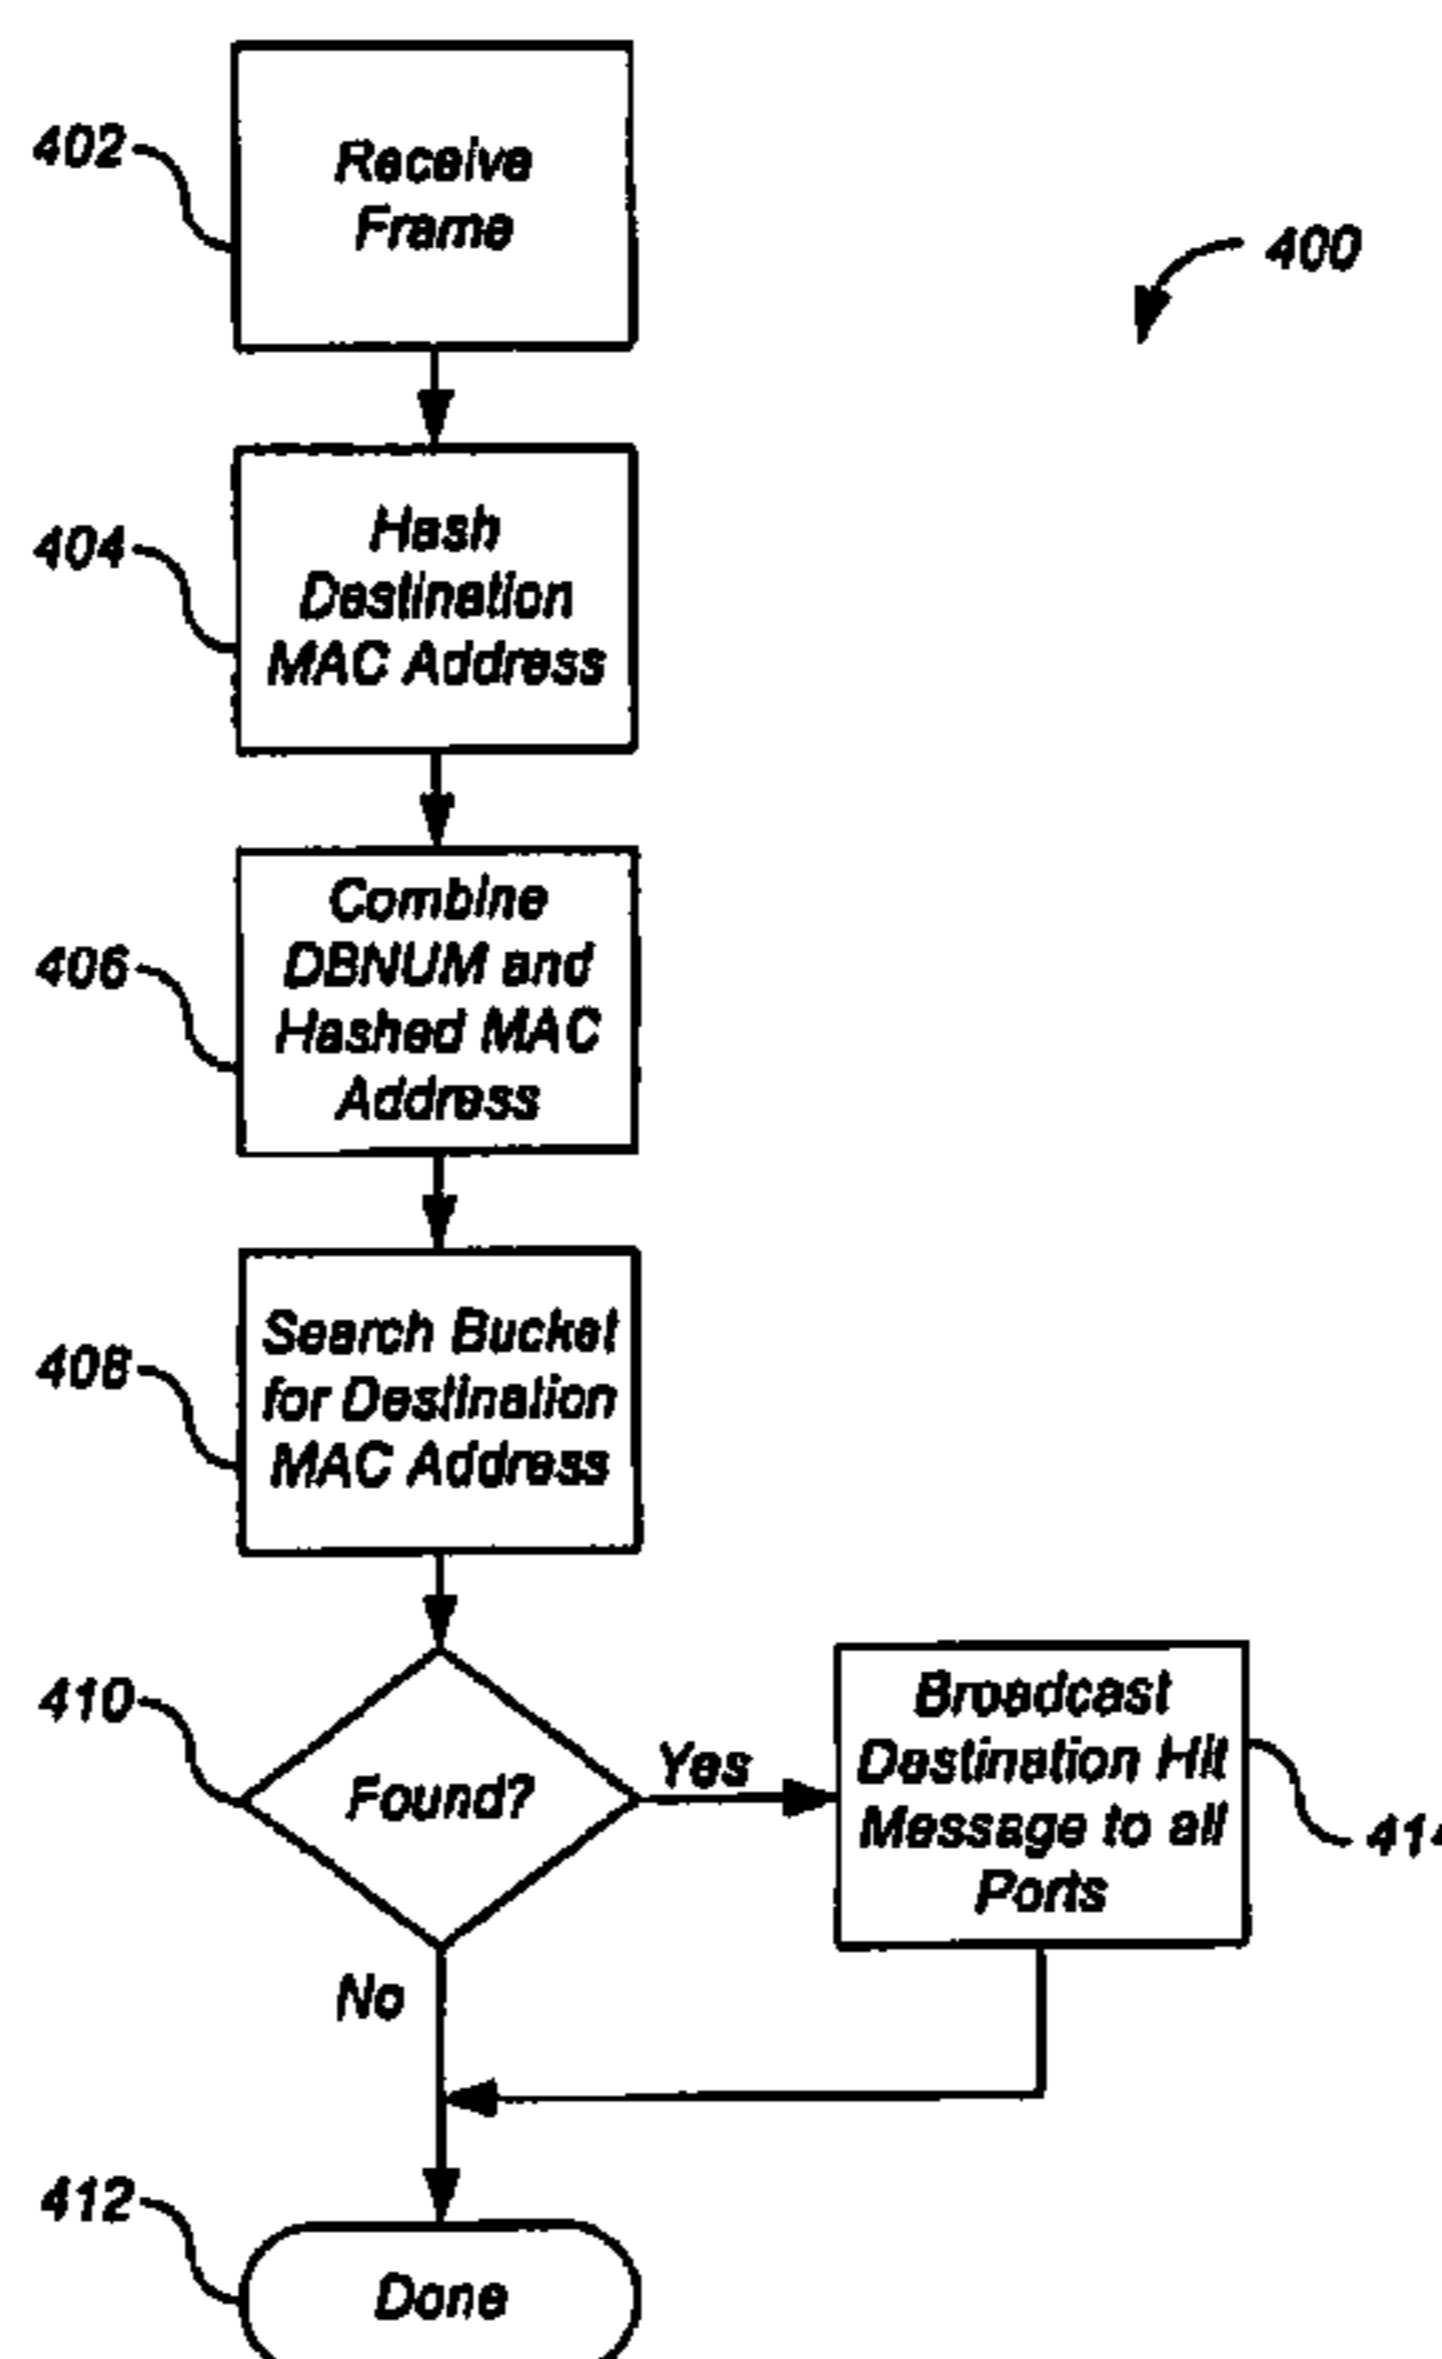 402
Receive
Frame
400
404
Hash
Destination
MAC Address
406
Combine
DBNUM and
Hashed MAC
Address
408
Search Bucket
for Destination
MAC Address
410
Found?
Yes
Broadcast
Destination Hit
Message to all
Ports
414
No
412
Done